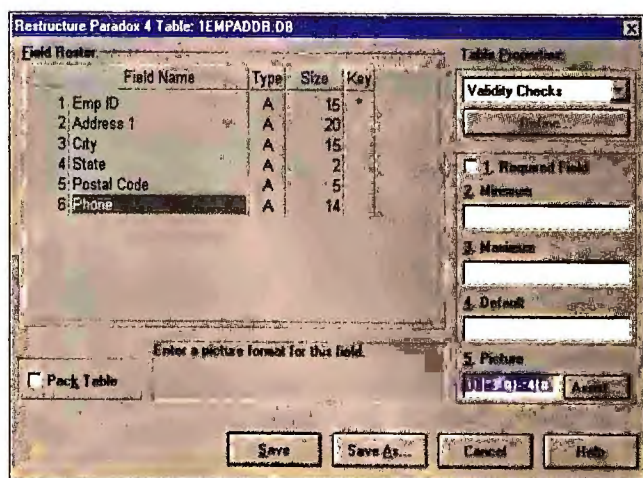 Restructure Paradox 4 Table: 1EMPADDR.DB
Field Roster:
Field Name Type Size Key
1 Emp ID A 15 *
2 Address 1 A 20
3 City A 15
4 State A 2
5 Postal Code A 5
6 Phone A 14
Enter a picture format for this field.
Pack Table
Table Properties:
Validity Checks
Define...
1. Required Field
2. Minimum
3. Maximum
4. Default
5. Picture
Assist...
Save
Save As...
Cancel
Help